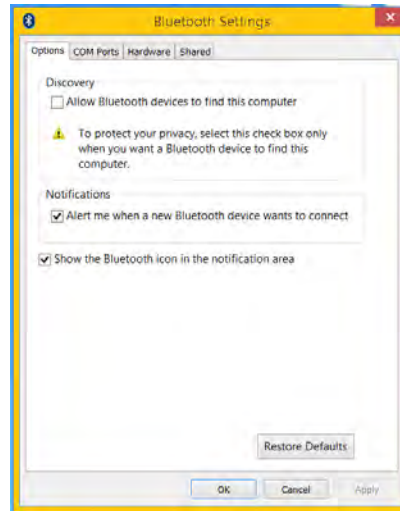 Bluetooth Settings
Options COM Ports Hardware Shared
Discovery
Allow Bluetooth devices to find this computer
To protect your privacy, select this check box only
when you want a Bluetooth device to find this
computer.
Notifications
Alert me when a new Bluetooth device wants to connect
Show the Bluetooth icon in the notification area
Restore Defaults
OK Cancel Apply